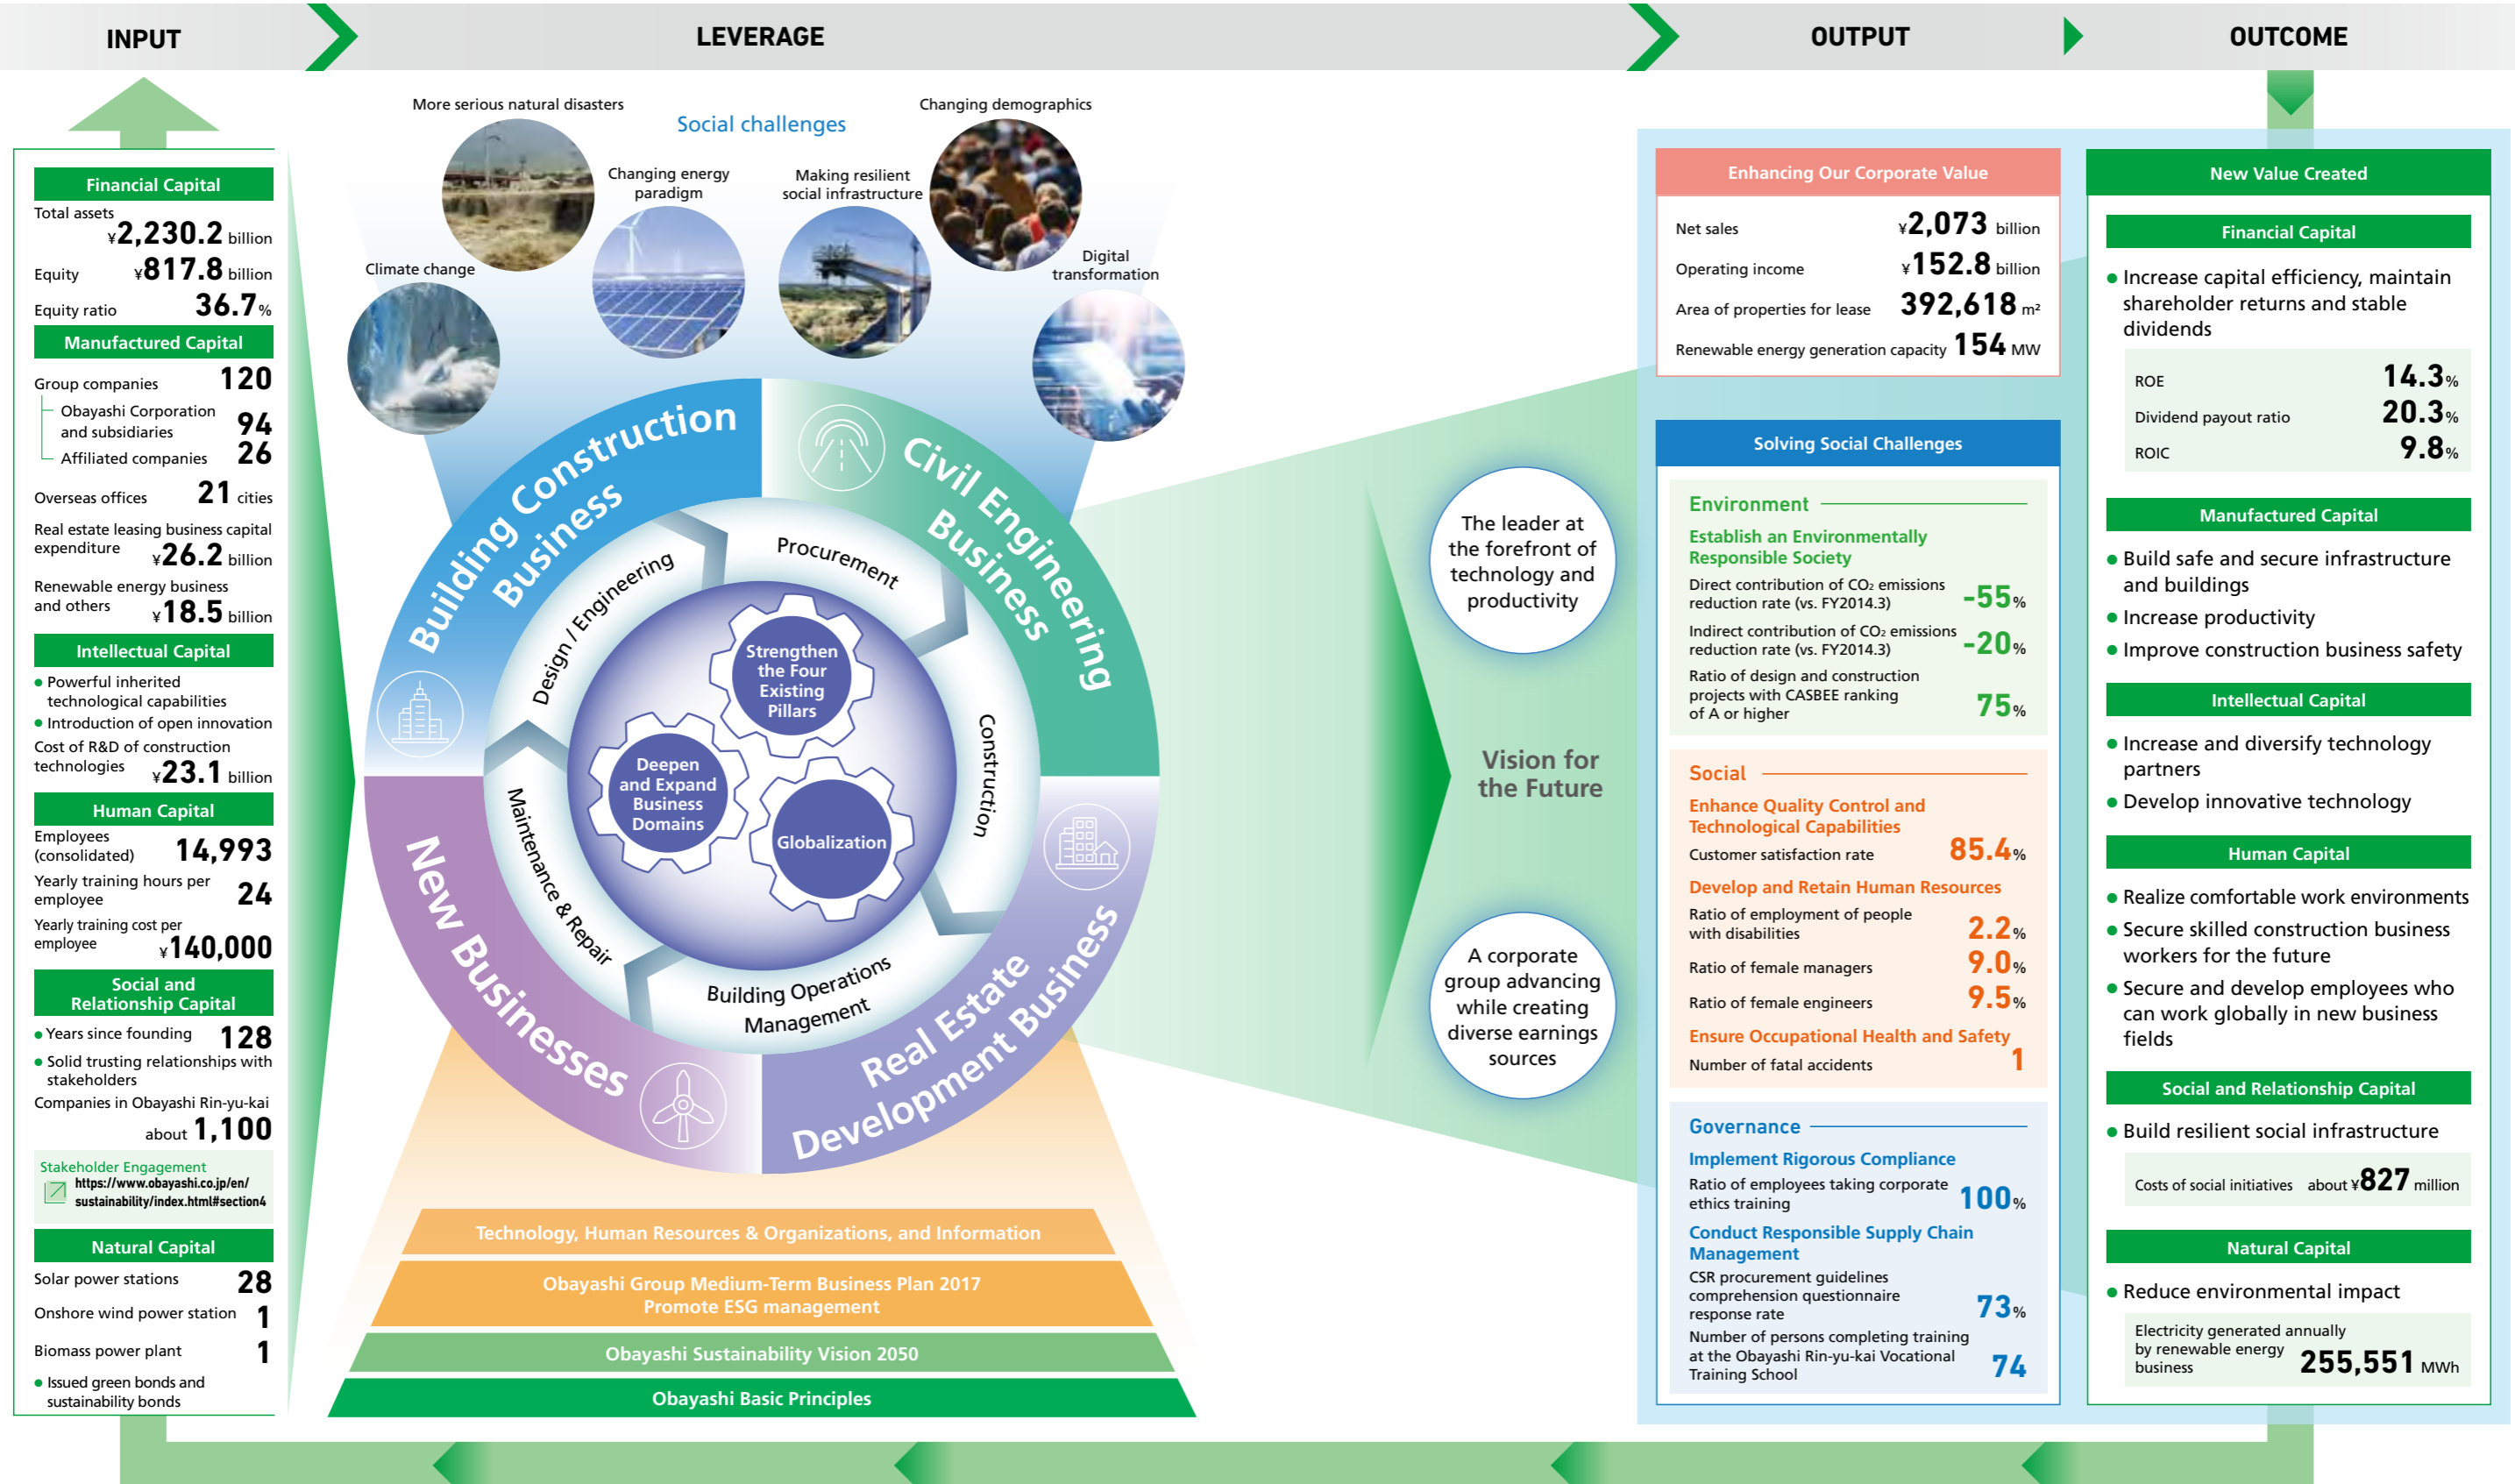 INPUT
LEVERAGE
OUTPUT
OUTCOME
Financial Capital
Total assets
¥2,230.2 billion
Equity ¥817.8 billion
Equity ratio 36.7%
Manufactured Capital
Group companies 120
Obayashi Corporation
and subsidiaries 94
Affiliated companies 26
Overseas offices 21 cities
Real estate leasing business capital
expenditure ¥26.2 billion
Renewable energy business
and others ¥18.5 billion
Intellectual Capital
● Powerful inherited
technological capabilities
● Introduction of open innovation
Cost of R&D of construction
technologies ¥23.1 billion
Human Capital
Employees
(consolidated) 14,993
Yearly training hours per
employee 24
Yearly training cost per
employee ¥140,000
Social and
Relationship Capital
● Years since founding 128
● Solid trusting relationships with
stakeholders
Companies in Obayashi Rin-yu-kai
about 1,100
Stakeholder Engagement
https://www.obayashi.co.jp/en/
sustainability/index.html#section4
Natural Capital
Solar power stations 28
Onshore wind power station 1
Biomass power plant 1
● Issued green bonds and
sustainability bonds
Social challenges
More serious natural disasters
Changing demographics
Changing energy
paradigm
Making resilient
social infrastructure
Climate change
Digital
transformation
Building Construction
Business
Civil Engineering
Business
New Businesses
Real Estate
Development Business
Design / Engineering
Procurement
Construction
Building Operations
Management
Maintenance & Repair
Strengthen
the Four
Existing
Pillars
Deepen
and Expand
Business
Domains
Globalization
Technology, Human Resources & Organizations, and Information
Obayashi Group Medium-Term Business Plan 2017
Promote ESG management
Obayashi Sustainability Vision 2050
Obayashi Basic Principles
The leader at
the forefront of
technology and
productivity
Vision for
the Future
A corporate
group advancing
while creating
diverse earnings
sources
Enhancing Our Corporate Value
Net sales ¥2,073 billion
Operating income ¥152.8 billion
Area of properties for lease 392,618 m²
Renewable energy generation capacity 154 MW
Solving Social Challenges
Environment
Establish an Environmentally
Responsible Society
Direct contribution of CO₂ emissions
reduction rate (vs. FY2014.3) -55%
Indirect contribution of CO₂ emissions
reduction rate (vs. FY2014.3) -20%
Ratio of design and construction
projects with CASBEE ranking
of A or higher 75%
Social
Enhance Quality Control and
Technological Capabilities
Customer satisfaction rate 85.4%
Develop and Retain Human Resources
Ratio of employment of people
with disabilities 2.2%
Ratio of female managers 9.0%
Ratio of female engineers 9.5%
Ensure Occupational Health and Safety
Number of fatal accidents 1
Governance
Implement Rigorous Compliance
Ratio of employees taking corporate
ethics training 100%
Conduct Responsible Supply Chain
Management
CSR procurement guidelines
comprehension questionnaire
response rate 73%
Number of persons completing training
at the Obayashi Rin-yu-kai Vocational
Training School 74
New Value Created
Financial Capital
● Increase capital efficiency, maintain
shareholder returns and stable
dividends
ROE 14.3%
Dividend payout ratio 20.3%
ROIC 9.8%
Manufactured Capital
● Build safe and secure infrastructure
and buildings
● Increase productivity
● Improve construction business safety
Intellectual Capital
● Increase and diversify technology
partners
● Develop innovative technology
Human Capital
● Realize comfortable work environments
● Secure skilled construction business
workers for the future
● Secure and develop employees who
can work globally in new business
fields
Social and Relationship Capital
● Build resilient social infrastructure
Costs of social initiatives about ¥827 million
Natural Capital
● Reduce environmental impact
Electricity generated annually
by renewable energy
business 255,551 MWh